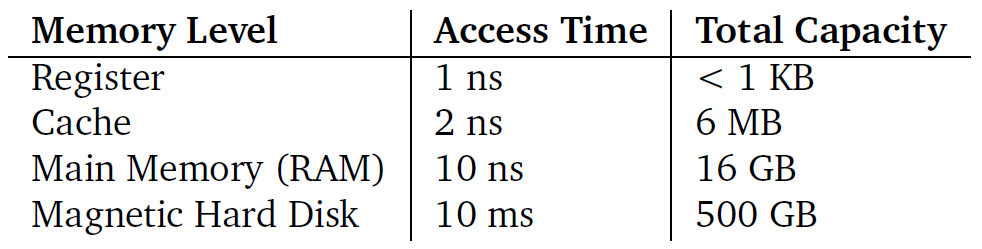 Memory Level Access Time Total Capacity
Register 1 ns < 1 KB
Cache 2 ns 6 MB
Main Memory (RAM) 10 ns 16 GB
Magnetic Hard Disk 10 ms 500 GB